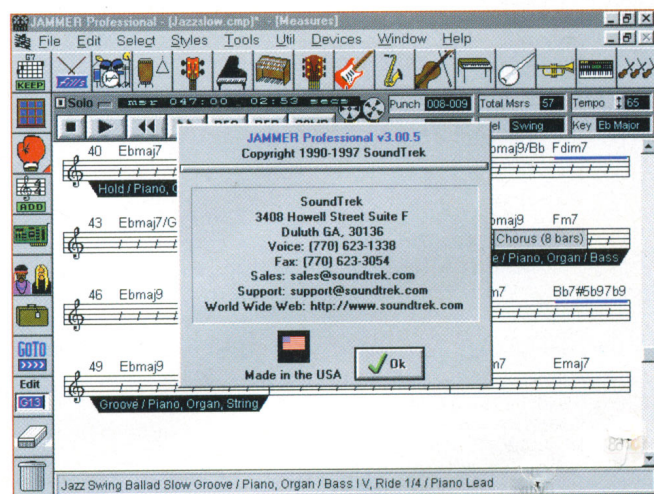 JAMMER Professional - [Jazzslow.cmp]* - [Measures]
File Edit Select Styles Tools Util Devices Window Help
G7
KEEP
Fills
Solo msr 047:00 02:53 secs Punch 008-009 Total Msrs 57 Tempo 65
Swing Key Eb Major
40 Ebmaj7 Fdim7
Hold / Piano,
ADD
43 Ebmaj7/G Fm7
Chorus (8 bars)
/ Piano, Organ / Bass
46 Ebmaj9 Bb7#5b97b9
GOTO
>>>>
49 Ebmaj9 Emaj7
Groove / Piano, Organ, String
Edit
G13
JAMMER Professional v3.00.5
Copyright 1990-1997 SoundTrek
SoundTrek
3408 Howell Street Suite F
Duluth GA, 30136
Voice: (770) 623-1338
Fax: (770) 623-3054
Sales: sales@soundtrek.com
Support: support@soundtrek.com
World Wide Web: http://www.soundtrek.com
Made in the USA
Ok
Jazz Swing Ballad Slow Groove / Piano, Organ / Bass I V, Ride 1/4 / Piano Lead